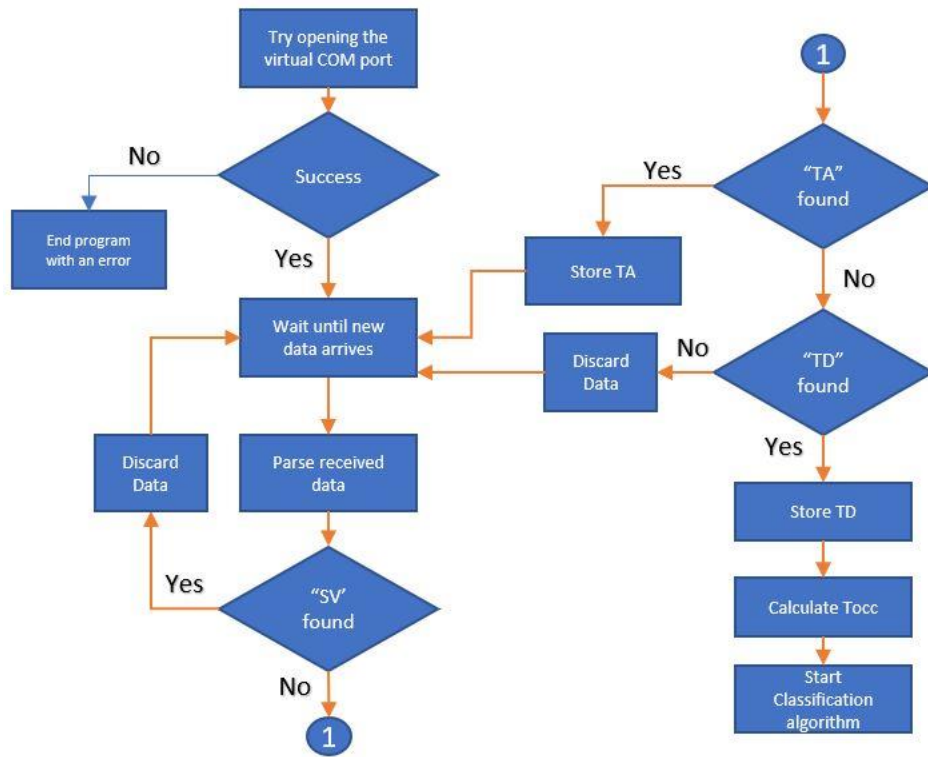 Try opening the
virtual COM port
Success
No
End program
with an error
Yes
Wait until new
data arrives
Parse received
data
“SV’
found
Yes
Discard
Data
No
1
1
“TA”
found
Yes
Store TA
No
“TD”
found
No
Discard
Data
Yes
Store TD
Calculate Tocc
Start
Classification
algorithm